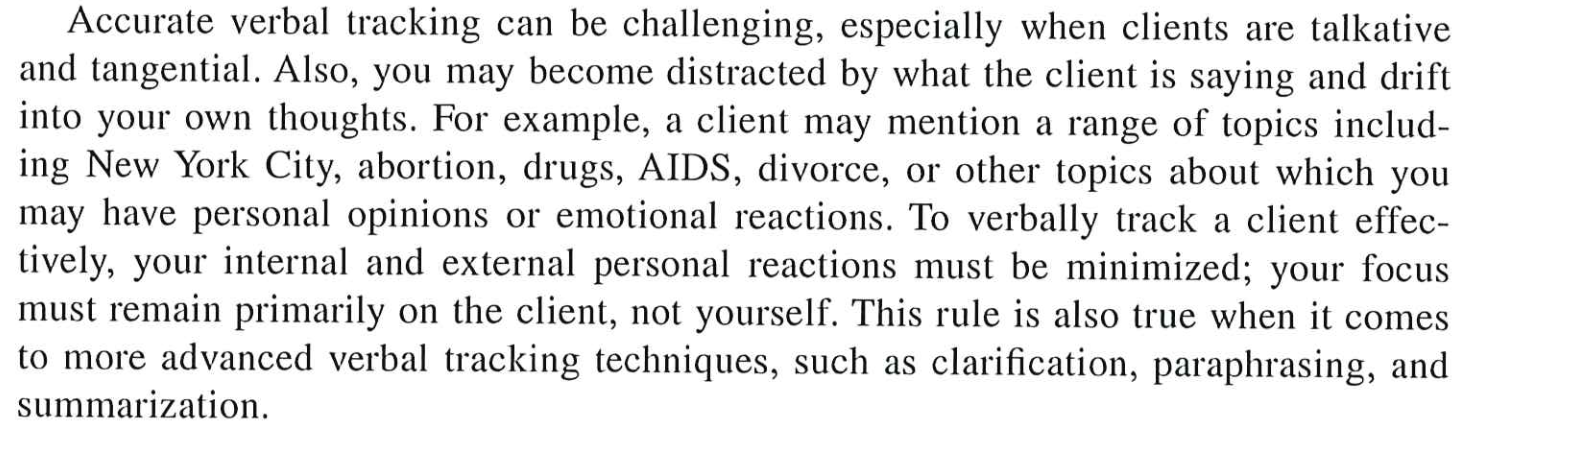 Accurate verbal tracking can be challenging, especially when clients are talkative
and tangential. Also, you may become distracted by what the client is saying and drift
into your own thoughts. For example, a client may mention a range of topics includ-
ing New York City, abortion, drugs, AIDS, divorce, or other topics about which you
may have personal opinions or emotional reactions. To verbally track a client effec-
tively, your internal and external personal reactions must be minimized; your focus
must remain primarily on the client, not yourself. This rule is also true when it comes
to more advanced verbal tracking techniques, such as clarification, paraphrasing, and
summarization.